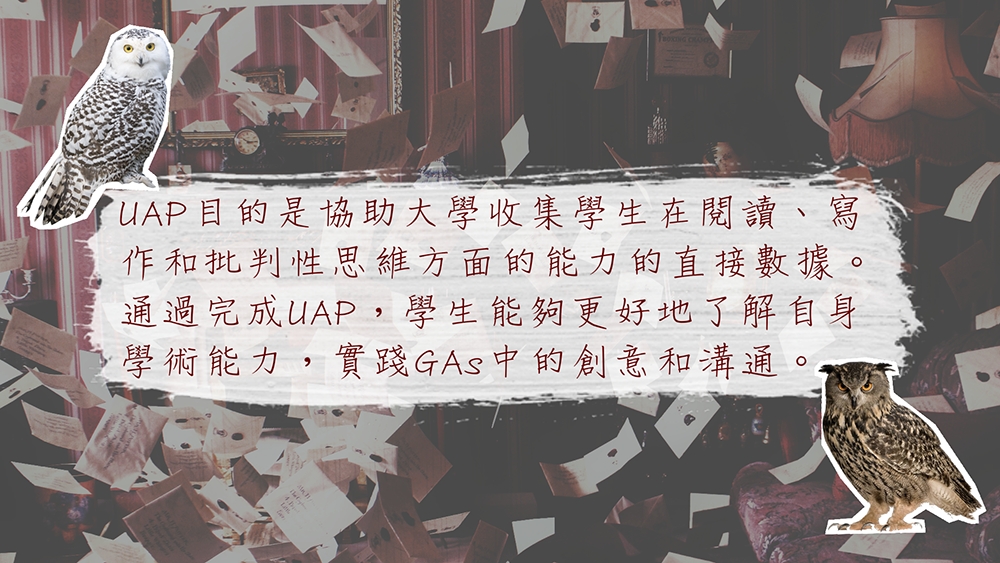 UAP目的是協助大學收集學生在閱讀、寫
作和批判性思維方面的能力的直接數據。
通過完成UAP，學生能夠更好地了解自身
學術能力，實踐GAs中的創意和溝通。